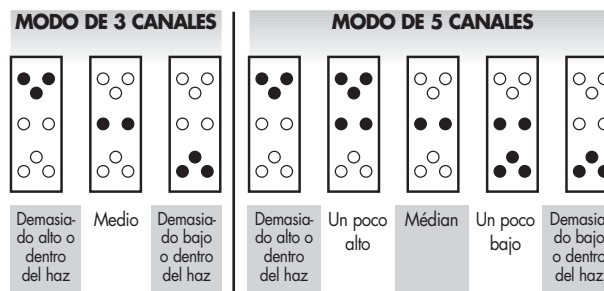 MODO DE 3 CANALES
MODO DE 5 CANALES
Demasia-
do alto o
dentro
del haz
Medio
Demasia-
do bajo
o dentro
del haz
Demasia-
do alto o
dentro
del haz
Un poco
alto
Médian
Un poco
bajo
Demasia-
do bajo
o dentro
del haz